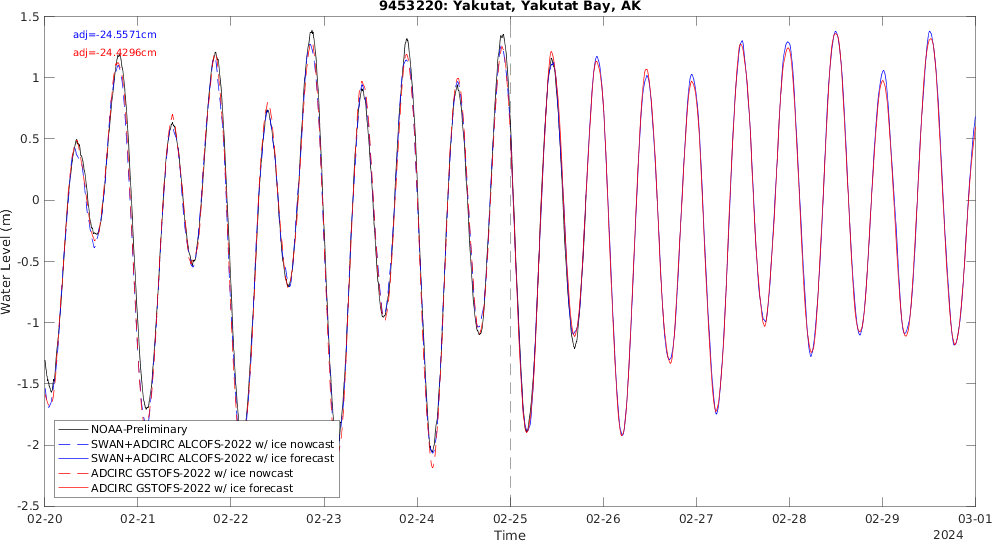 9453220: Yakutat, Yakutat Bay, AK
adj=-24.5571cm
adj=-24.4296cm
Water Level (m)
1.5
1
0.5
0
-0.5
-1
-1.5
-2
-2.5
NOAA-Preliminary
SWAN+ADCIRC ALCOFS-2022 w/ ice nowcast
SWAN+ADCIRC ALCOFS-2022 w/ ice forecast
ADCIRC GSTOFS-2022 w/ ice nowcast
ADCIRC GSTOFS-2022 w/ ice forecast
02-20 02-21 02-22 02-23 02-24 02-25 02-26 02-27 02-28 02-29 03-01
Time
2024